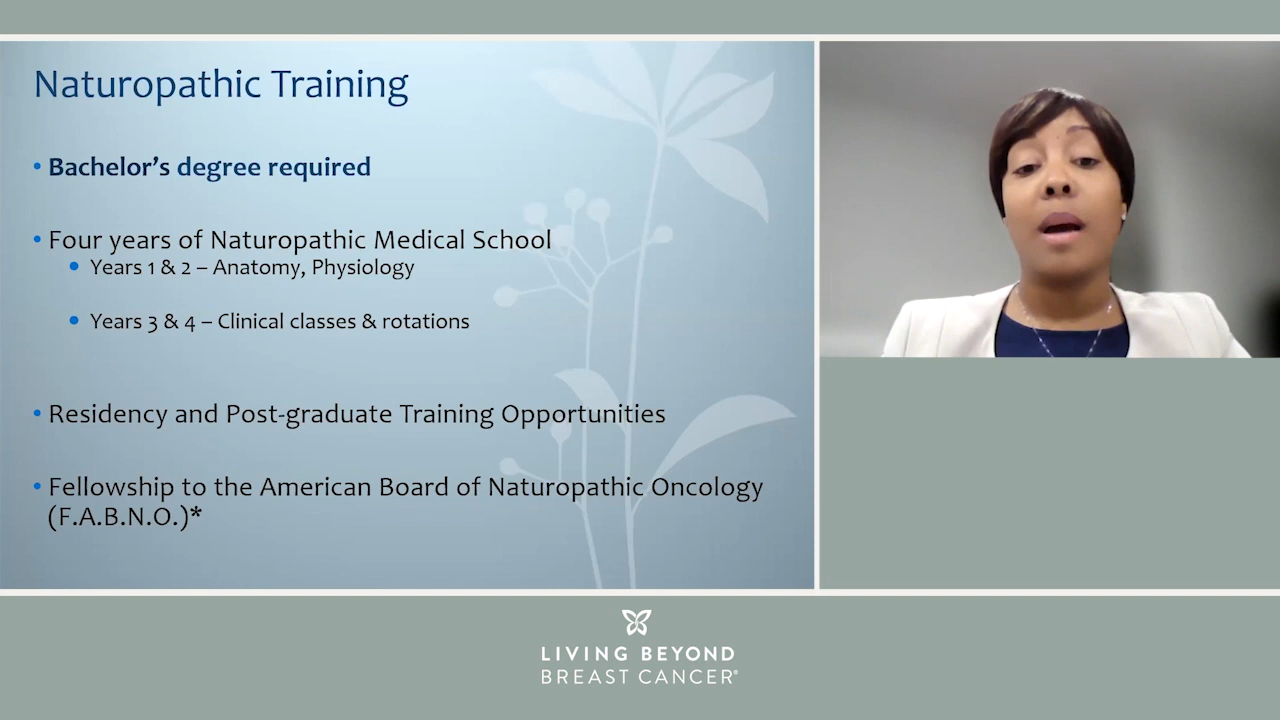 Naturopathic Training
• Bachelor's degree required
• Four years of Naturopathic Medical School
• Years 1 & 2 – Anatomy, Physiology
• Years 3 & 4 – Clinical classes & rotations
• Residency and Post-graduate Training Opportunities
• Fellowship to the American Board of Naturopathic Oncology
(F.A.B.N.O.)*
LIVING BEYOND
BREAST CANCER®